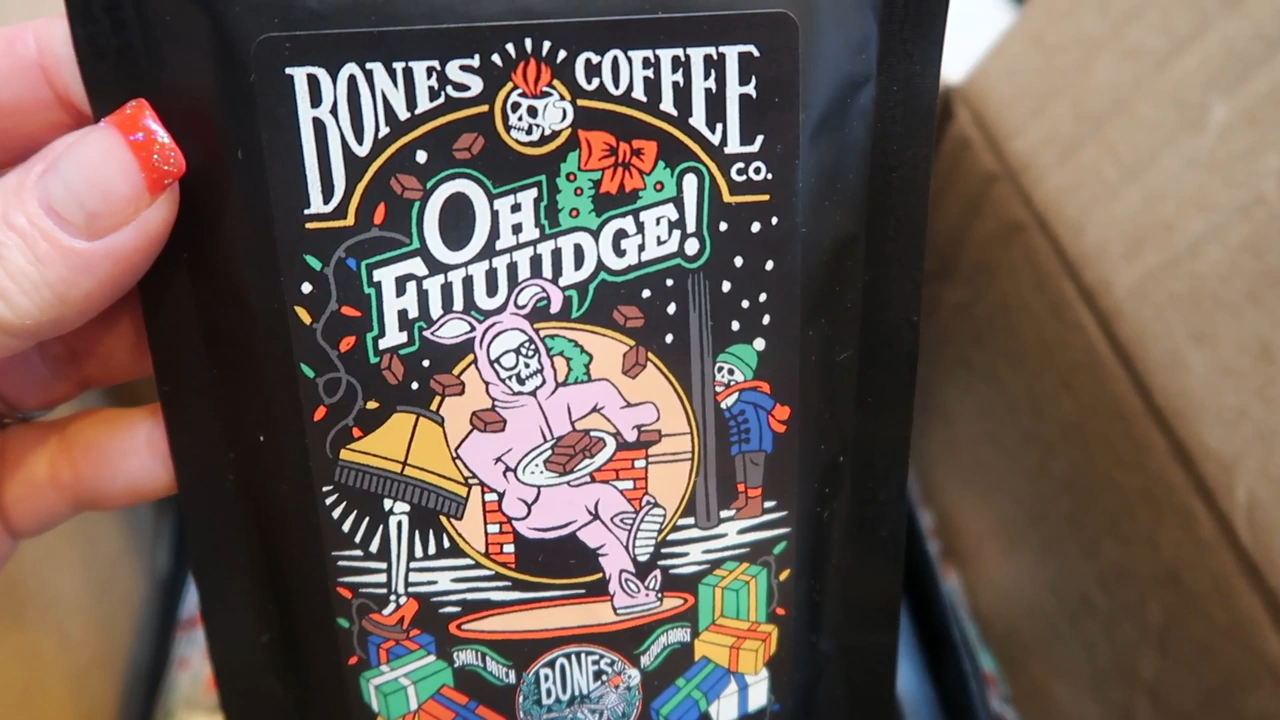 BONES COFFEE
CO.
OH
FUUUDGE!
SMALL BATCH
MEDIUM ROAST
BONES